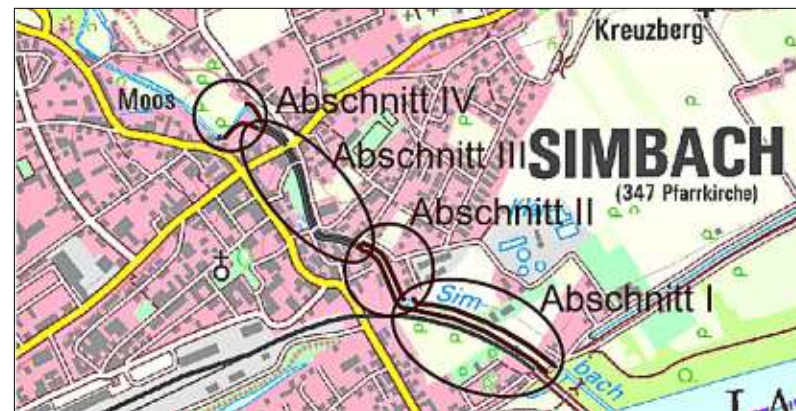 Kreuzberg
Moos
Abschnitt IV
Abschnitt III
SIMBACH
(347 Pfarrkirche)
Abschnitt II
Sim-
Abschnitt I
bach